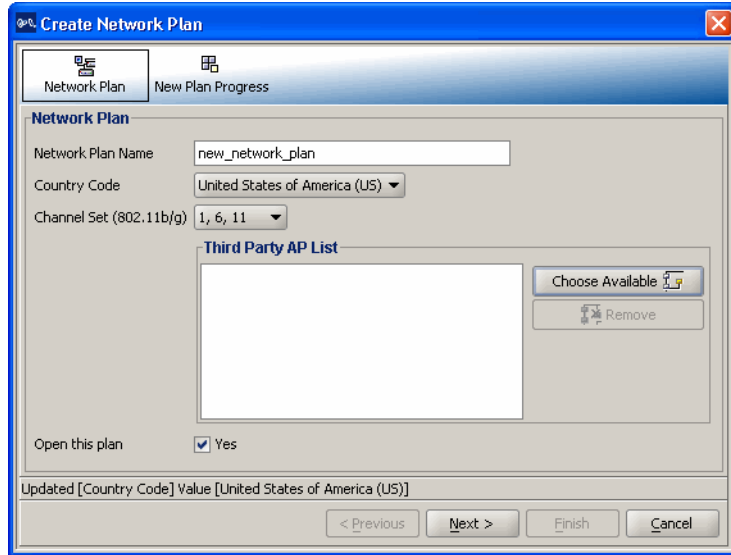 Create Network Plan
Network Plan
New Plan Progress
Network Plan
Network Plan Name
new_network_plan
Country Code
United States of America (US)
Channel Set (802.11b/g)
1, 6, 11
Third Party AP List
Choose Available
Remove
Open this plan
Yes
Updated [Country Code] Value [United States of America (US)]
< Previous
Next >
Finish
Cancel